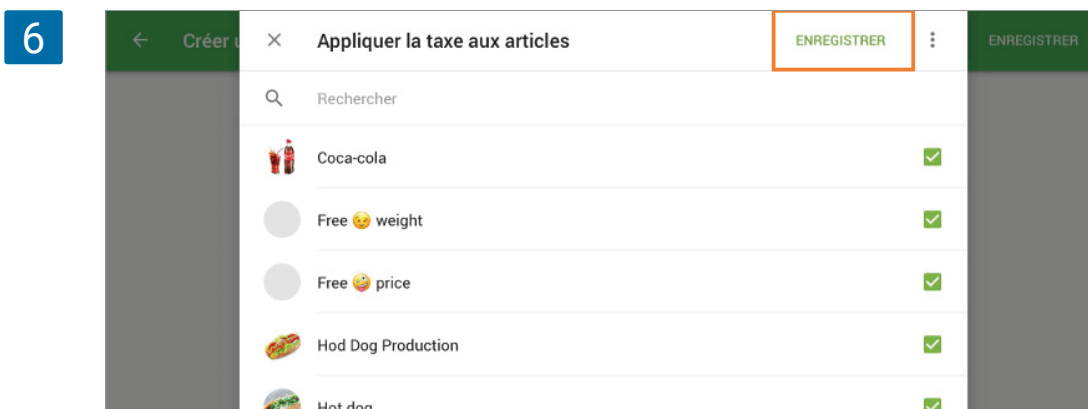 6
Créer u
Appliquer la taxe aux articles
ENREGISTRER
ENREGISTRER
Rechercher
Coca-cola
Free 😉 weight
Free 🤪 price
Hod Dog Production
Hot dog